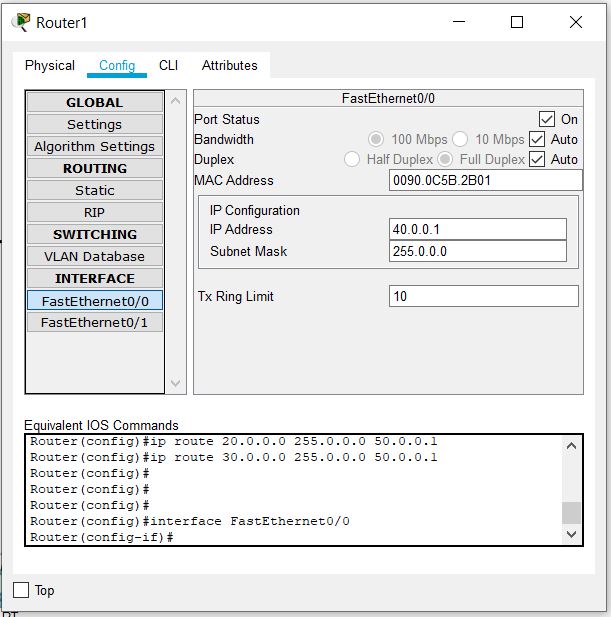 Router1
Physical Config CLI Attributes
GLOBAL
Settings
Algorithm Settings
ROUTING
Static
RIP
SWITCHING
VLAN Database
INTERFACE
FastEthernet0/0
FastEthernet0/1
FastEthernet0/0
Port Status On
Bandwidth 100 Mbps 10 Mbps Auto
Duplex Half Duplex Full Duplex Auto
MAC Address 0090.0C5B.2B01
IP Configuration
IP Address 40.0.0.1
Subnet Mask 255.0.0.0
Tx Ring Limit 10
Equivalent IOS Commands
Router(config)#ip route 20.0.0.0 255.0.0.0 50.0.0.1
Router(config)#ip route 30.0.0.0 255.0.0.0 50.0.0.1
Router(config)#
Router(config)#
Router(config)#
Router(config)#interface FastEthernet0/0
Router(config-if)#
Top